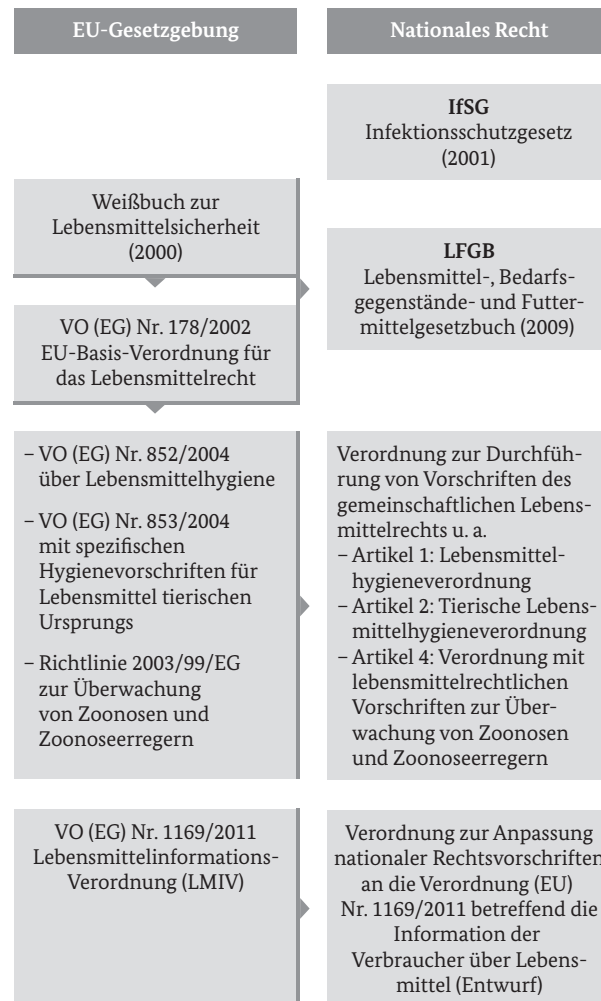 EU-Gesetzgebung
Nationales Recht
IfSG
Infektionsschutzgesetz
(2001)
Weißbuch zur
Lebensmittelsicherheit
(2000)
LFGB
Lebensmittel-, Bedarfs-
gegenstände- und Futter-
mittelgesetzbuch (2009)
VO (EG) Nr. 178/2002
EU-Basis-Verordnung für
das Lebensmittelrecht
– VO (EG) Nr. 852/2004
über Lebensmittelhygiene
– VO (EG) Nr. 853/2004
mit spezifischen
Hygienevorschriften für
Lebensmittel tierischen
Ursprungs
– Richtlinie 2003/99/EG
zur Überwachung
von Zoonosen und
Zoonoseerregern
Verordnung zur Durchfüh-
rung von Vorschriften des
gemeinschaftlichen Lebens-
mittelrechts u. a.
– Artikel 1: Lebensmittel-
hygieneverordnung
– Artikel 2: Tierische Lebens-
mittelhygieneverordnung
– Artikel 4: Verordnung mit
lebensmittelrechtlichen
Vorschriften zur Über-
wachung von Zoonosen
und Zoonoseerregern
VO (EG) Nr. 1169/2011
Lebensmittelinformations-
Verordnung (LMIV)
Verordnung zur Anpassung
nationaler Rechtsvorschriften
an die Verordnung (EU)
Nr. 1169/2011 betreffend die
Information der
Verbraucher über Lebens-
mittel (Entwurf)